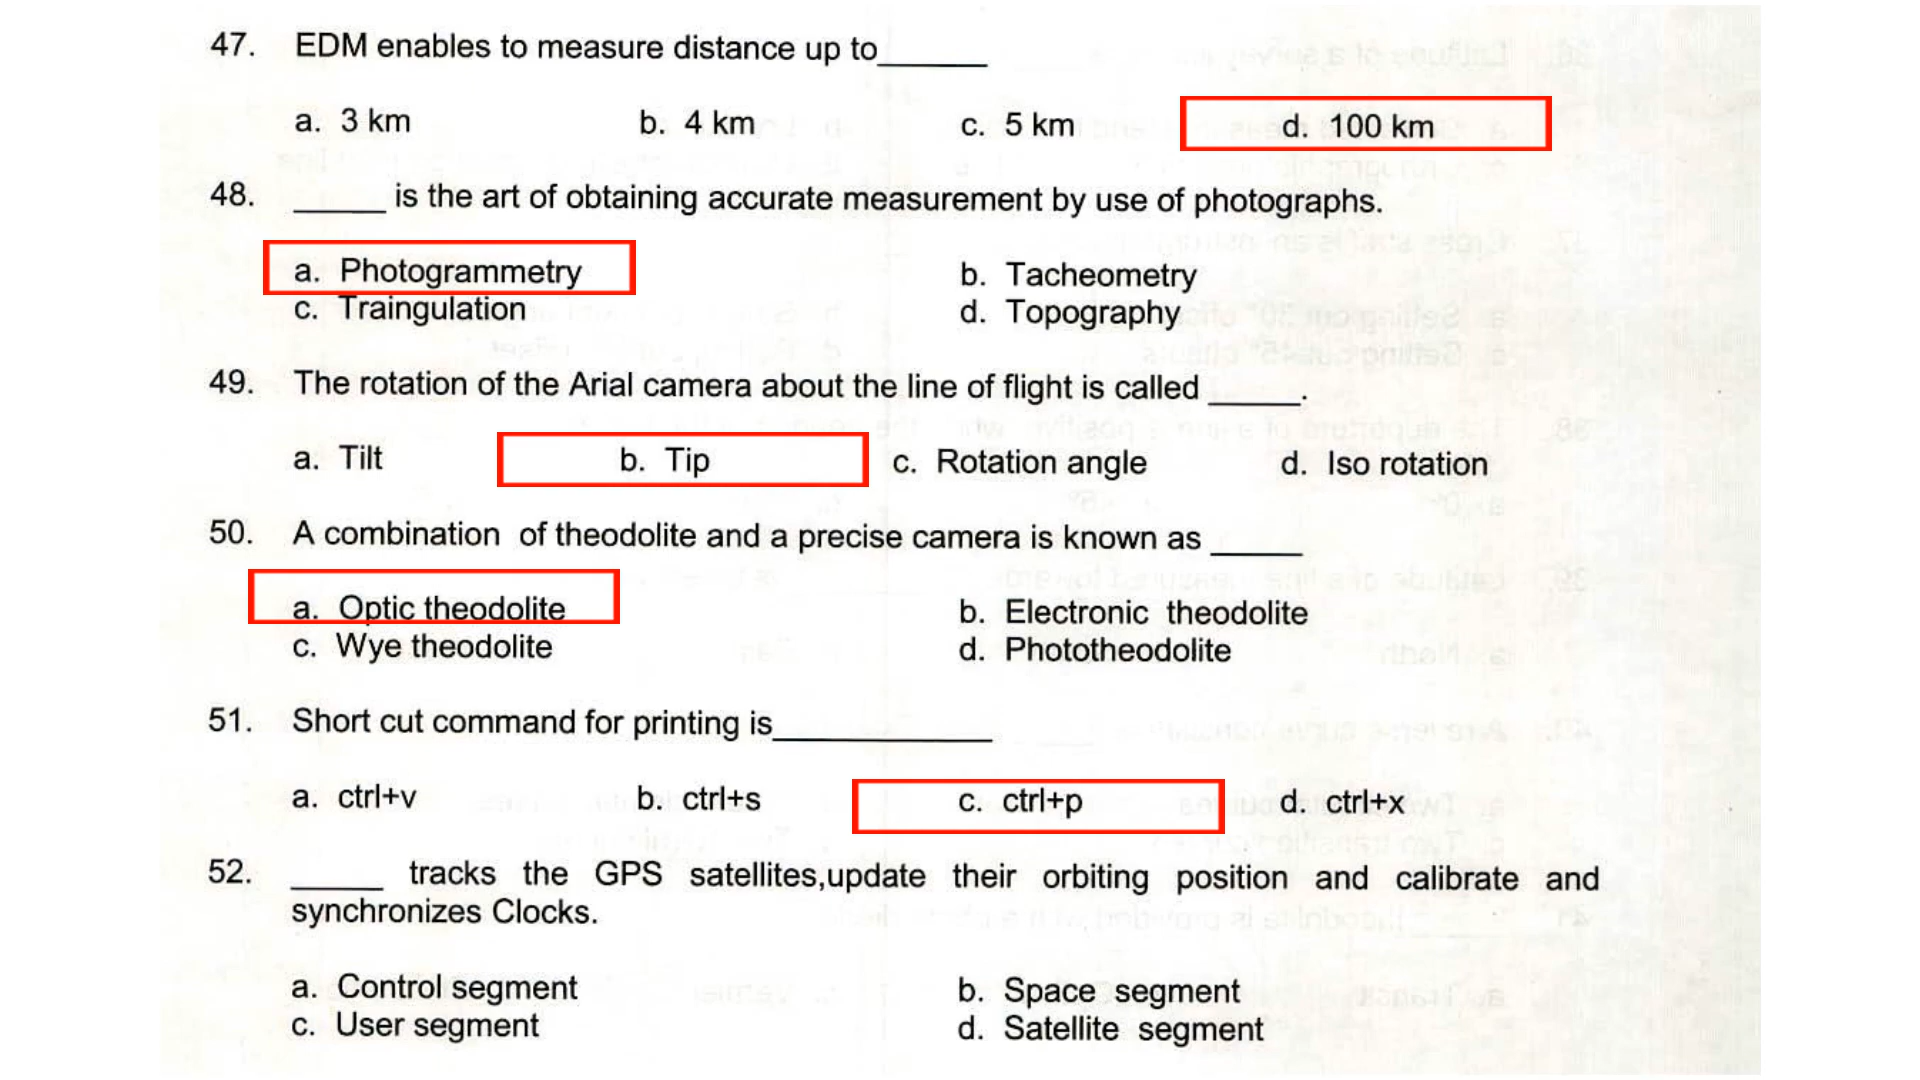 47. EDM enables to measure distance up to______
a. 3 km b. 4 km c. 5 km d. 100 km
48. _____ is the art of obtaining accurate measurement by use of photographs.
a. Photogrammetry b. Tacheometry
c. Traingulation d. Topography
49. The rotation of the Arial camera about the line of flight is called _____.
a. Tilt b. Tip c. Rotation angle d. Iso rotation
50. A combination of theodolite and a precise camera is known as _____
a. Optic theodolite b. Electronic theodolite
c. Wye theodolite d. Phototheodolite
51. Short cut command for printing is____________
a. ctrl+v b. ctrl+s c. ctrl+p d. ctrl+x
52. _____ tracks the GPS satellites,update their orbiting position and calibrate and
synchronizes Clocks.
a. Control segment b. Space segment
c. User segment d. Satellite segment